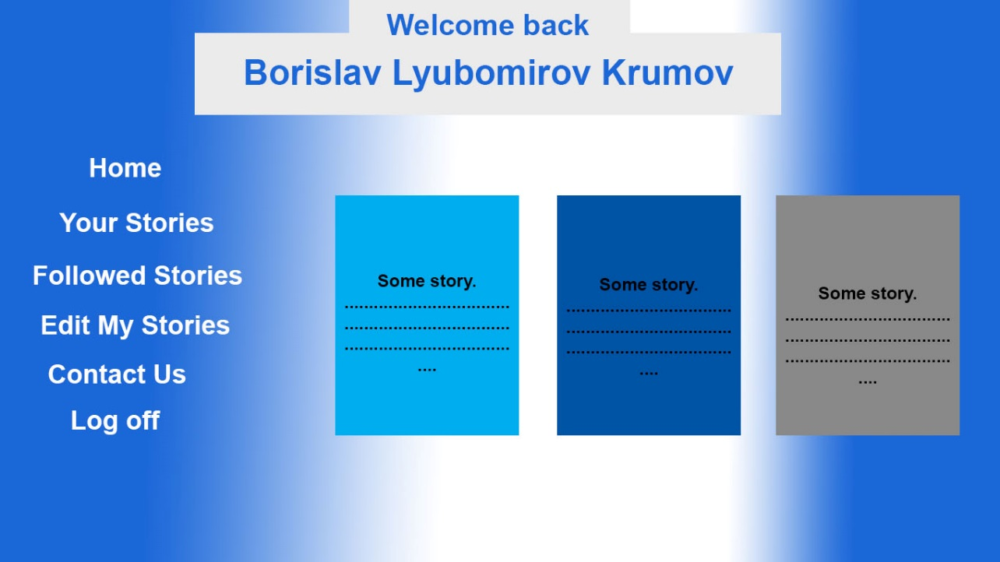 Welcome back
Borislav Lyubomirov Krumov
Home
Your Stories
Followed Stories
Edit My Stories
Contact Us
Log off
Some story.
..................................
..................................
..................................
....
Some story.
..................................
..................................
..................................
....
Some story.
..................................
..................................
..................................
....